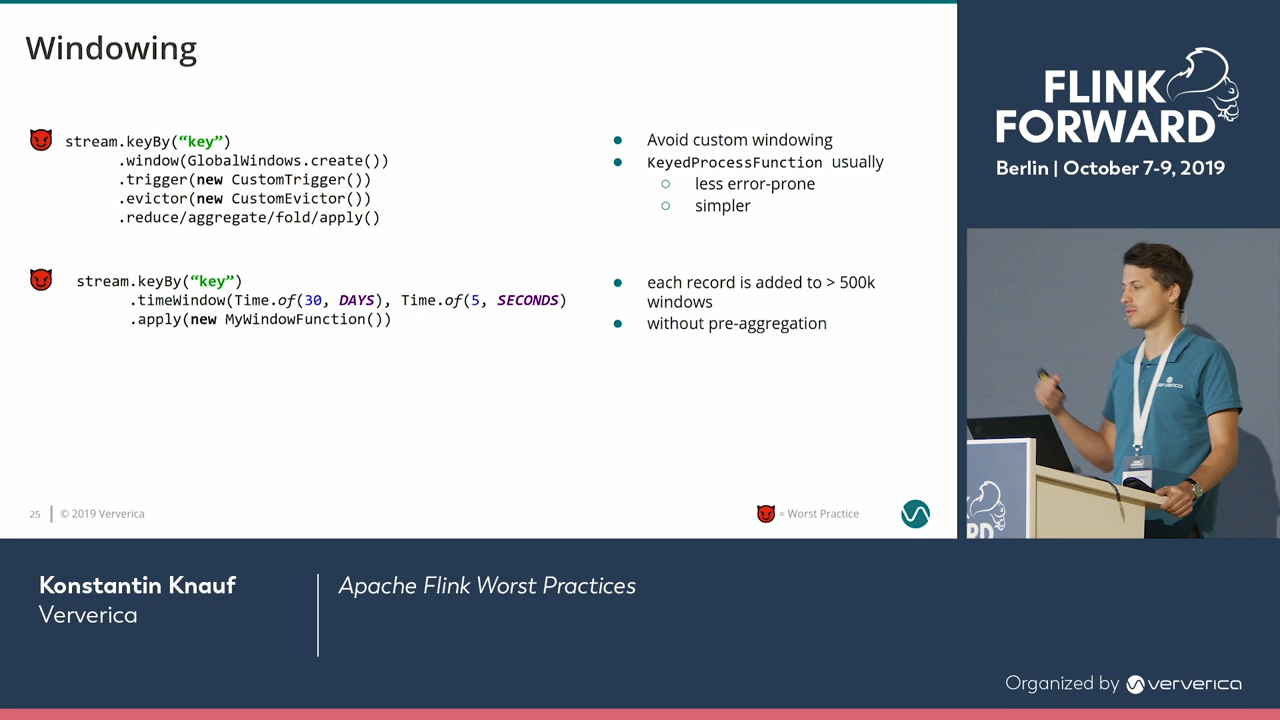 Windowing
stream.keyBy(“key”)
.window(GlobalWindows.create())
.trigger(new CustomTrigger())
.evictor(new CustomEvictor())
.reduce/aggregate/fold/apply()
Avoid custom windowing
KeyedProcessFunction usually
less error-prone
simpler
stream.keyBy(“key”)
.timeWindow(Time.of(30, DAYS), Time.of(5, SECONDS)
.apply(new MyWindowFunction())
each record is added to > 500k
windows
without pre-aggregation
25 | © 2019 Ververica
= Worst Practice
FLINK
FORWARD
Berlin | October 7-9, 2019
ververica
RD
Konstantin Knauf
Ververica
Apache Flink Worst Practices
Organized by ververica